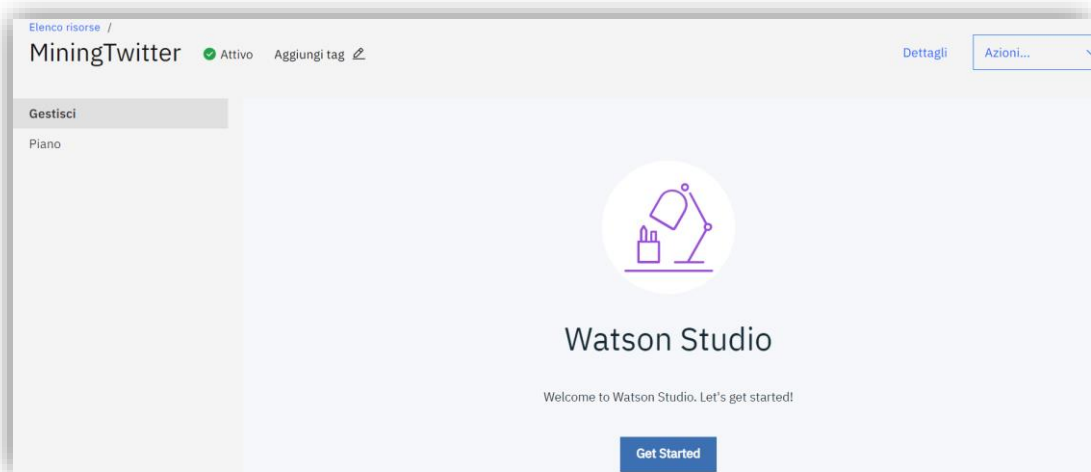 Elenco risorse /
MiningTwitter Attivo Aggiungi tag Dettagli Azioni...
Gestisci
Piano
Watson Studio
Welcome to Watson Studio. Let's get started!
Get Started